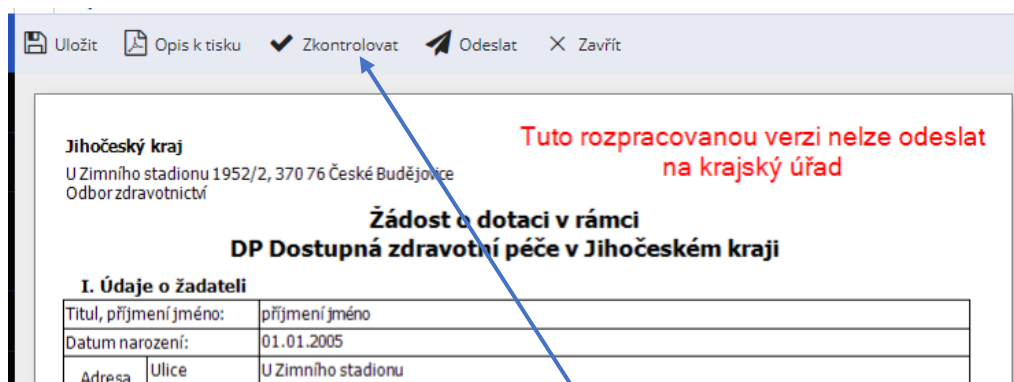 Uložit Opis k tisku Zkontrolovat Odeslat Zavřít
Jihočeský kraj
U Zimního stadionu 1952/2, 370 76 České Budějovice
Odbor zdravotnictví
Tuto rozpracovanou verzi nelze odeslat
na krajský úřad
Žádost o dotaci v rámci
DP Dostupná zdravotní péče v Jihočeském kraji
I. Údaje o žadateli
Titul, příjmení jméno: příjmení jméno
Datum narození: 01.01.2005
Adresa Ulice U Zimního stadionu